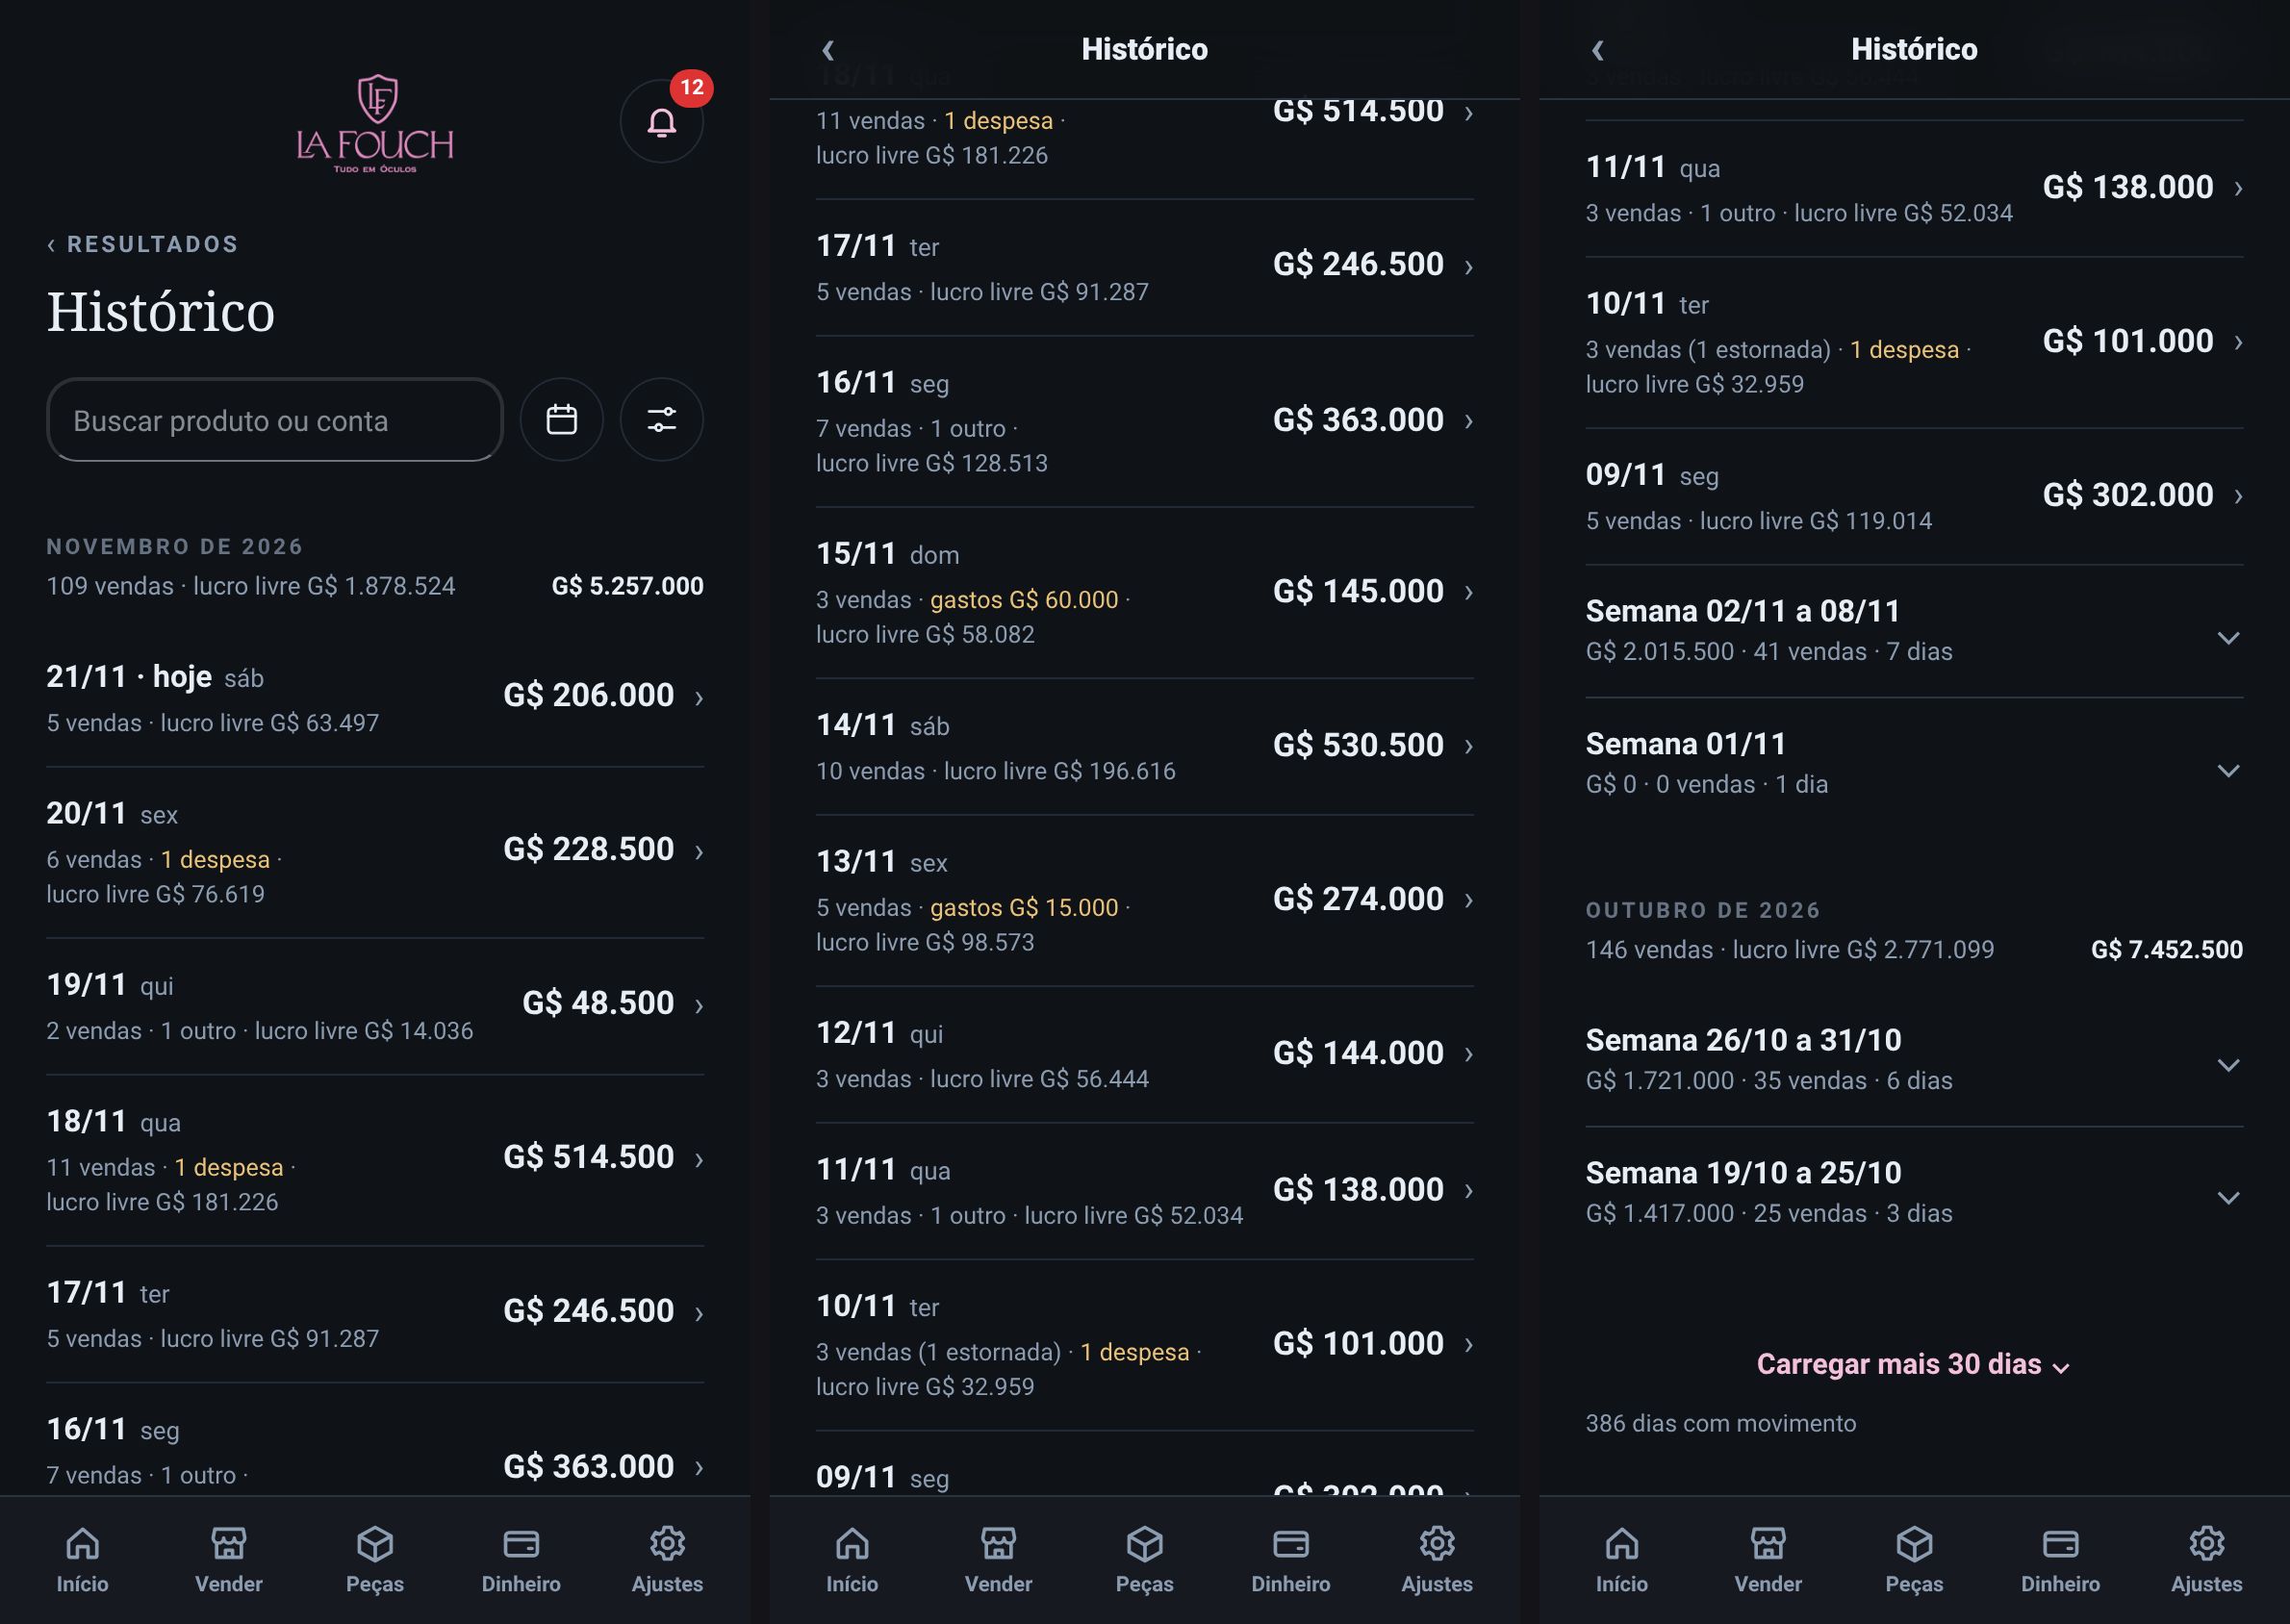 LF
LA FOUCH
TUDO EM ÓCULOS
12
‹ RESULTADOS
Histórico
Buscar produto ou conta
NOVEMBRO DE 2026
109 vendas · lucro livre G$ 1.878.524 G$ 5.257.000
21/11 · hoje sáb
G$ 206.000 ›
5 vendas · lucro livre G$ 63.497
20/11 sex
G$ 228.500 ›
6 vendas · 1 despesa ·
lucro livre G$ 76.619
19/11 qui
G$ 48.500 ›
2 vendas · 1 outro · lucro livre G$ 14.036
18/11 qua
G$ 514.500 ›
11 vendas · 1 despesa ·
lucro livre G$ 181.226
17/11 ter
G$ 246.500 ›
5 vendas · lucro livre G$ 91.287
16/11 seg
G$ 363.000 ›
7 vendas · 1 outro ·
Início Vender Peças Dinheiro Ajustes
‹ Histórico
18/11 qua
G$ 514.500 ›
11 vendas · 1 despesa ·
lucro livre G$ 181.226
17/11 ter
G$ 246.500 ›
5 vendas · lucro livre G$ 91.287
16/11 seg
G$ 363.000 ›
7 vendas · 1 outro ·
lucro livre G$ 128.513
15/11 dom
G$ 145.000 ›
3 vendas · gastos G$ 60.000 ·
lucro livre G$ 58.082
14/11 sáb
G$ 530.500 ›
10 vendas · lucro livre G$ 196.616
13/11 sex
G$ 274.000 ›
5 vendas · gastos G$ 15.000 ·
lucro livre G$ 98.573
12/11 qui
G$ 144.000 ›
3 vendas · lucro livre G$ 56.444
11/11 qua
G$ 138.000 ›
3 vendas · 1 outro · lucro livre G$ 52.034
10/11 ter
G$ 101.000 ›
3 vendas (1 estornada) · 1 despesa ·
lucro livre G$ 32.959
09/11 seg
G$ 302.000 ›
Início Vender Peças Dinheiro Ajustes
‹ Histórico
11/11 qua
G$ 138.000 ›
3 vendas · 1 outro · lucro livre G$ 52.034
10/11 ter
G$ 101.000 ›
3 vendas (1 estornada) · 1 despesa ·
lucro livre G$ 32.959
09/11 seg
G$ 302.000 ›
5 vendas · lucro livre G$ 119.014
Semana 02/11 a 08/11
G$ 2.015.500 · 41 vendas · 7 dias
Semana 01/11
G$ 0 · 0 vendas · 1 dia
OUTUBRO DE 2026
146 vendas · lucro livre G$ 2.771.099 G$ 7.452.500
Semana 26/10 a 31/10
G$ 1.721.000 · 35 vendas · 6 dias
Semana 19/10 a 25/10
G$ 1.417.000 · 25 vendas · 3 dias
Carregar mais 30 dias
386 dias com movimento
Início Vender Peças Dinheiro Ajustes